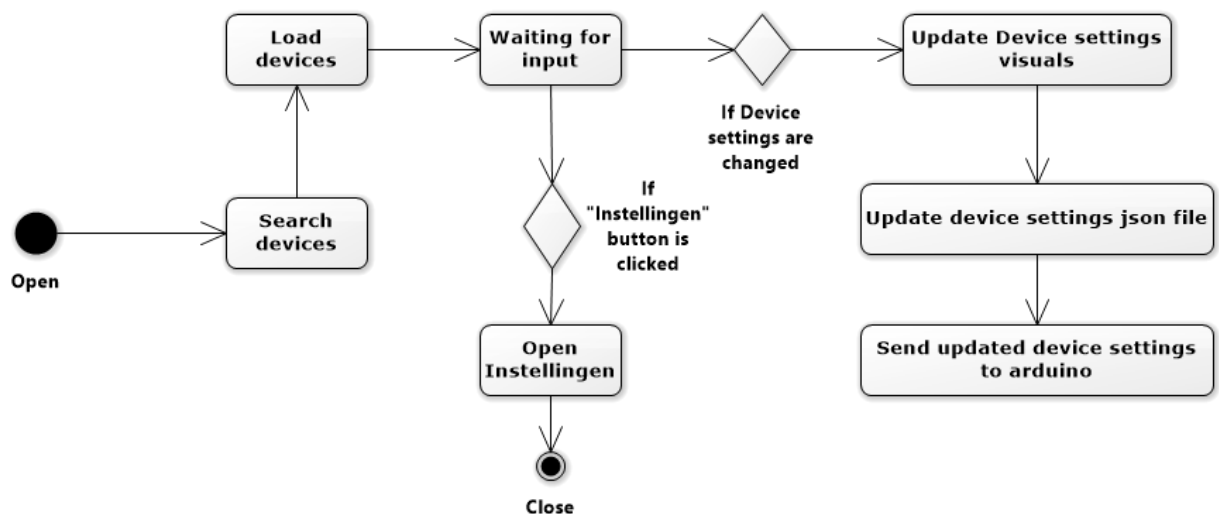 Load
devices
Waiting for
input
Update Device settings
visuals
If Device
settings are
changed
If
"Instellingen"
button is
clicked
Search
devices
Open
Update device settings json file
Open
Instellingen
Send updated device settings
to arduino
Close